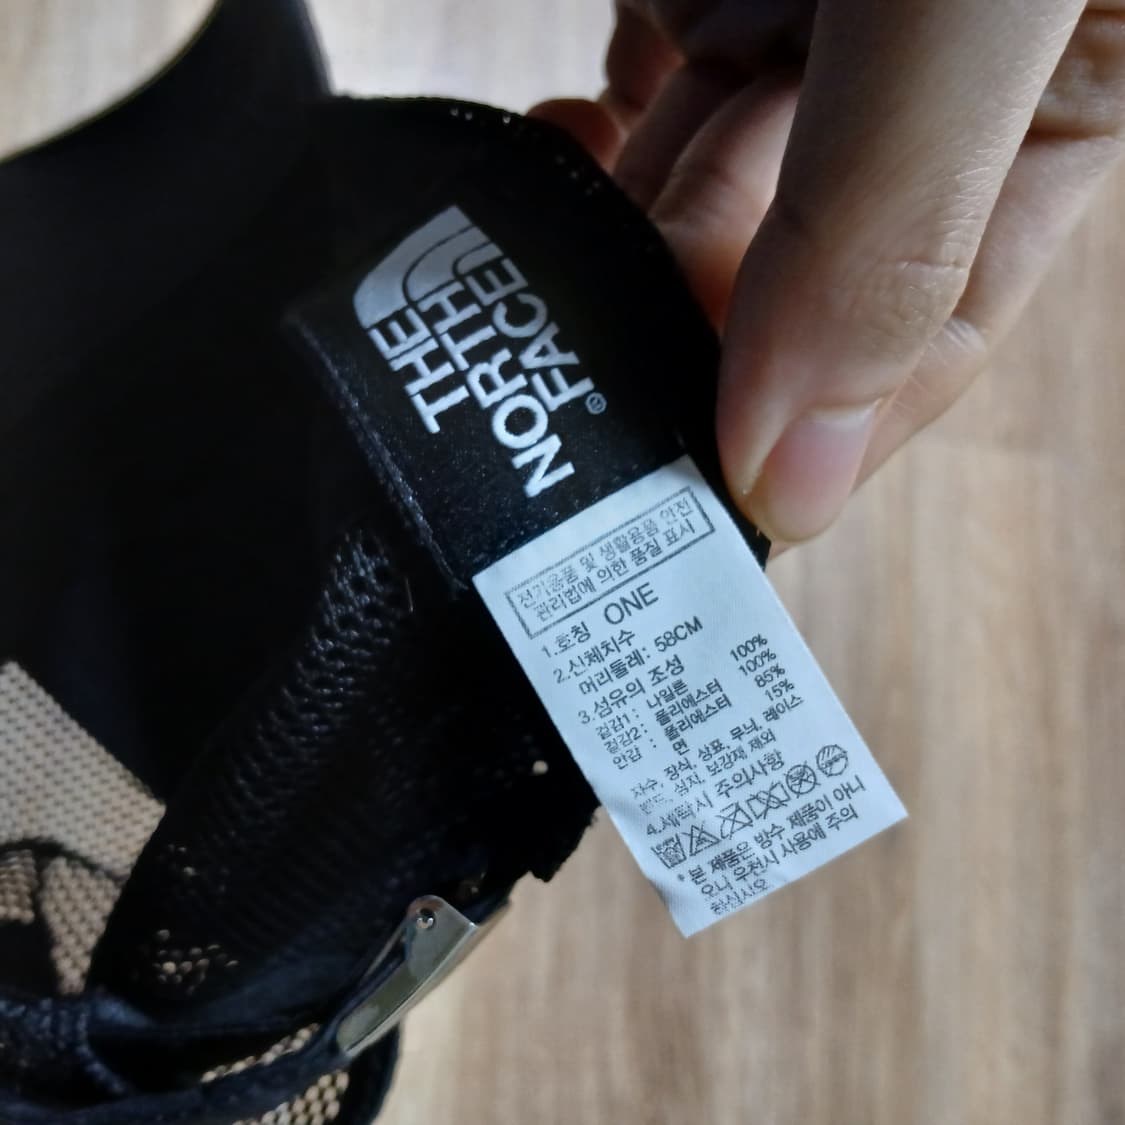 THE
NORTH
FACE®
전기용품 및 생활용품 안전
관리법에 의한 품질 표시
1.호칭 ONE
2.신체치수
머리둘레: 58CM
3.섬유의 조성
겉감1: 나일론 100%
겉감2: 폴리에스터 100%
안감 : 폴리에스터 85%
면 15%
자수, 장식, 상표, 무늬, 레이스
밴드, 심지, 보강재 제외
4.세탁시 주의사항
* 본 제품은 방수 제품이 아니
오니 우천시 사용에 주의
하십시오